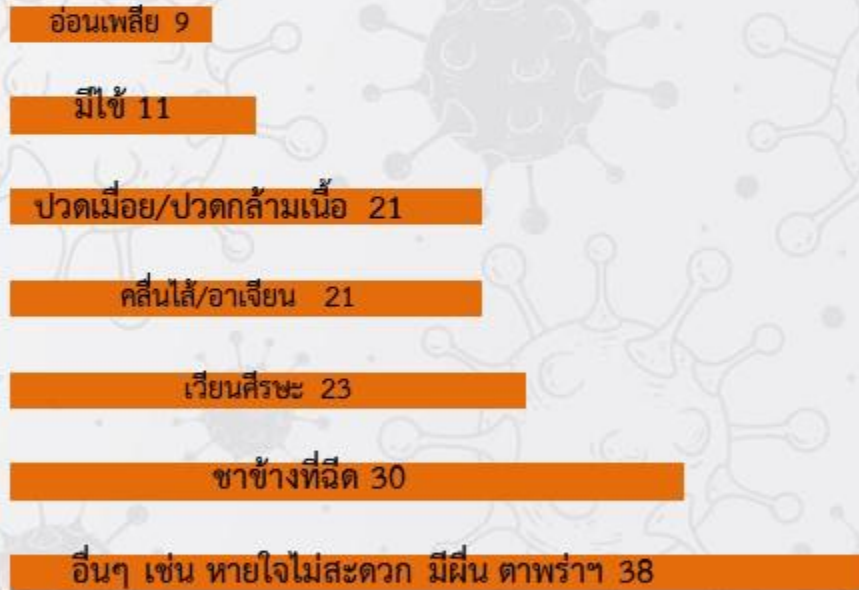 อ่อนเพลีย 9
มีไข้ 11
ปวดเมื่อย/ปวดกล้ามเนื้อ 21
คลื่นไส้/อาเจียน 21
เวียนศีรษะ 23
ชาข้างที่ฉีด 30
อื่นๆ เช่น หายใจไม่สะดวก มีผื่น ตาพร่าฯ 38